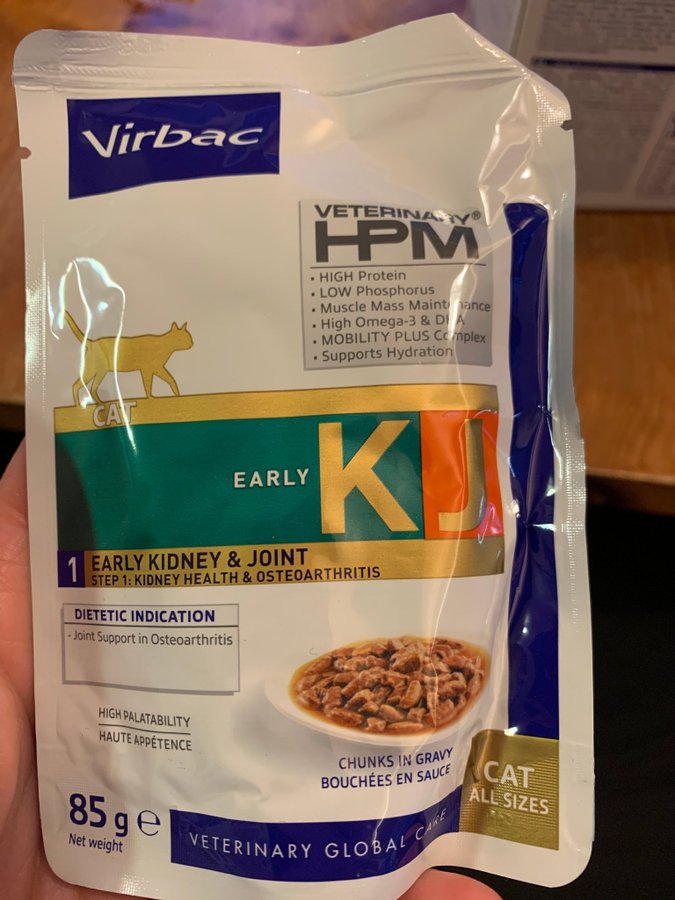 Virbac
VETERINARY®
HPM
• HIGH Protein
• LOW Phosphorus
• Muscle Mass Maintenance
• High Omega-3 & DHA
• MOBILITY PLUS Complex
• Supports Hydration
CAT
EARLY KJ
1 EARLY KIDNEY & JOINT
STEP 1: KIDNEY HEALTH & OSTEOARTHRITIS
DIETETIC INDICATION
- Joint Support in Osteoarthritis
HIGH PALATABILITY
HAUTE APPÉTENCE
CHUNKS IN GRAVY
BOUCHÉES EN SAUCE
CAT
ALL SIZES
85 g e
Net weight
VETERINARY GLOBAL CARE